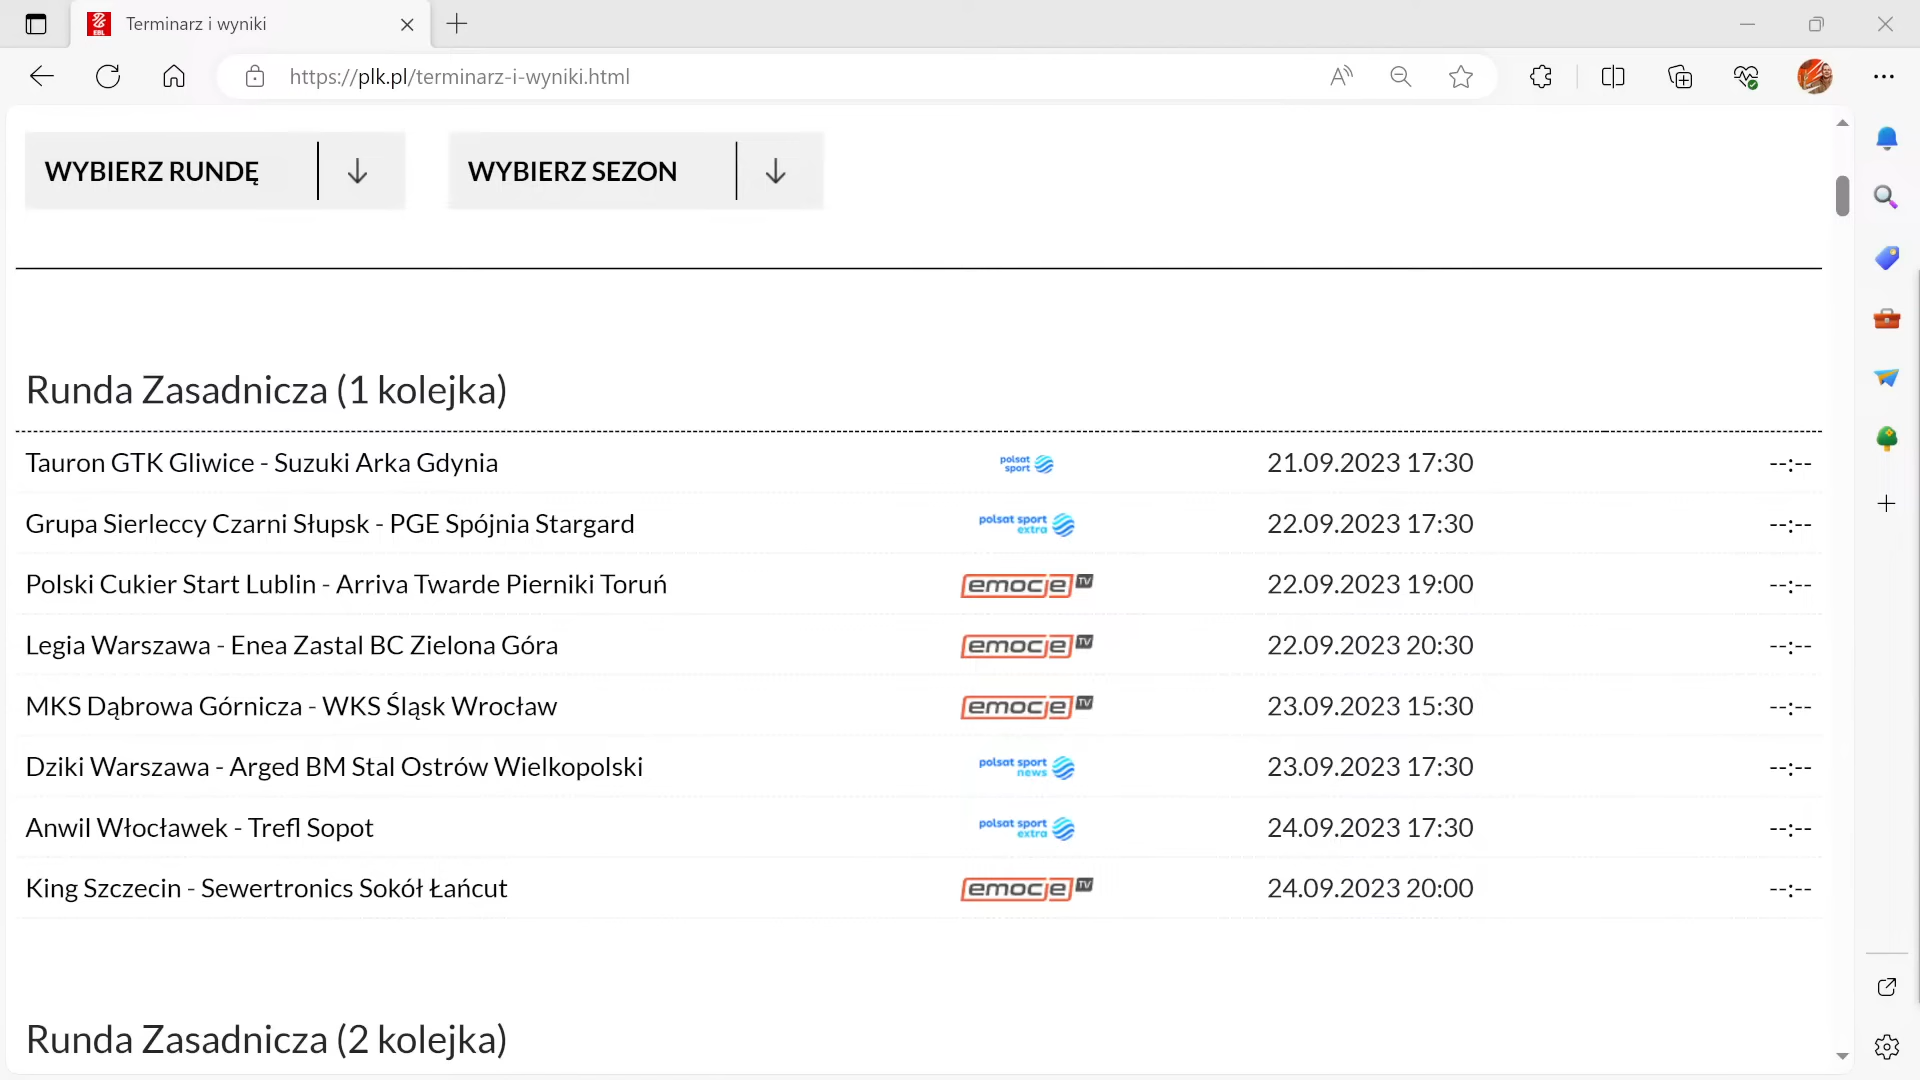 Terminarz i wyniki
https://plk.pl/terminarz-i-wyniki.html
WYBIERZ RUNDĘ
WYBIERZ SEZON
Runda Zasadnicza (1 kolejka)
Tauron GTK Gliwice - Suzuki Arka Gdynia polsat sport 21.09.2023 17:30 --:--
Grupa Sierleccy Czarni Słupsk - PGE Spójnia Stargard polsat sport extra 22.09.2023 17:30 --:--
Polski Cukier Start Lublin - Arriva Twarde Pierniki Toruń emocje TV 22.09.2023 19:00 --:--
Legia Warszawa - Enea Zastal BC Zielona Góra emocje TV 22.09.2023 20:30 --:--
MKS Dąbrowa Górnicza - WKS Śląsk Wrocław emocje TV 23.09.2023 15:30 --:--
Dziki Warszawa - Arged BM Stal Ostrów Wielkopolski polsat sport news 23.09.2023 17:30 --:--
Anwil Włocławek - Trefl Sopot polsat sport extra 24.09.2023 17:30 --:--
King Szczecin - Sewertronics Sokół Łańcut emocje TV 24.09.2023 20:00 --:--
Runda Zasadnicza (2 kolejka)